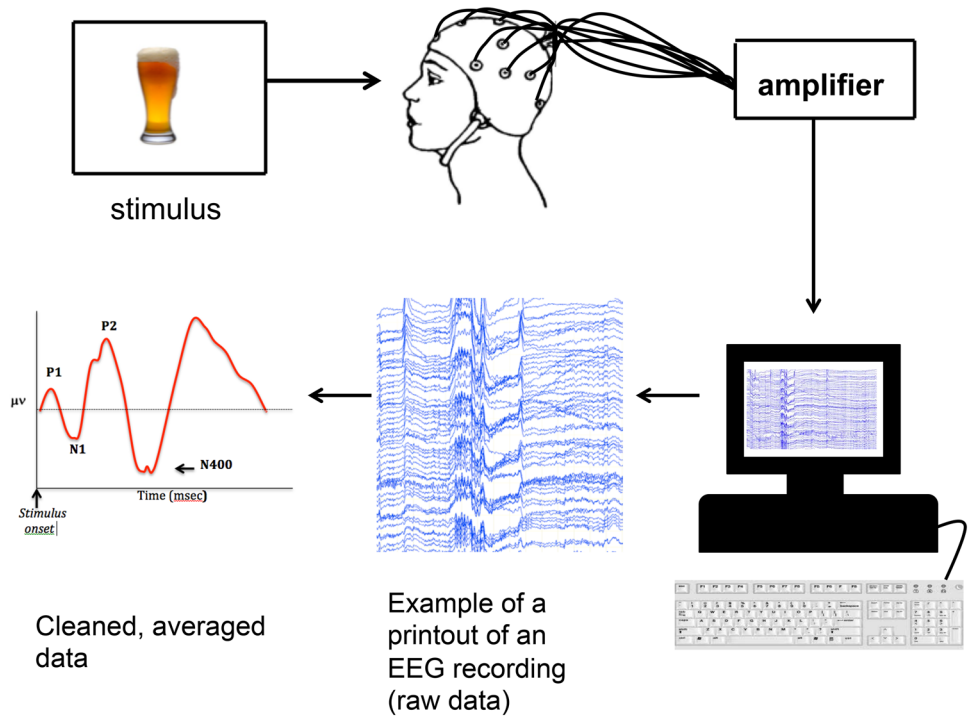 stimulus
amplifier
P2
P1
μν
N1
N400
Time (msec)
Stimulus
onset
Cleaned, averaged
data
Example of a
printout of an
EEG recording
(raw data)